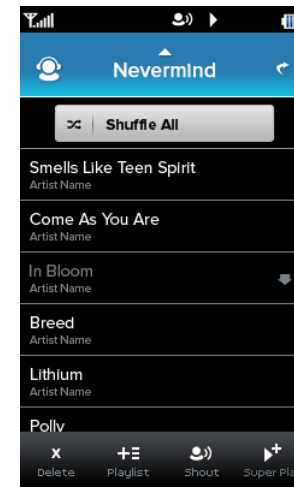 Nevermind
Shuffle All
Smells Like Teen Spirit
Artist Name
Come As You Are
Artist Name
In Bloom
Artist Name
Breed
Artist Name
Lithium
Artist Name
Polly
Delete Playlist Shout Super Pla